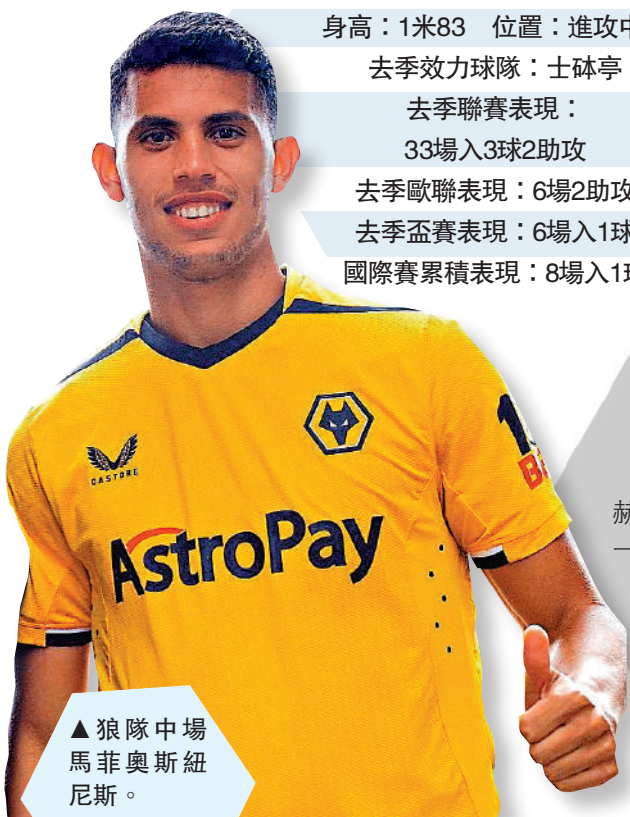 身高：1米83　位置：進攻中
去季效力球隊：士砵亭
去季聯賽表現：
33場入3球2助攻
去季歐聯表現：6場2助攻
去季盃賽表現：6場入1球
國際賽累積表現：8場入1球
CASTORE
AstroPay
赫
一
▲狼隊中場
馬菲奧斯紐
尼斯。